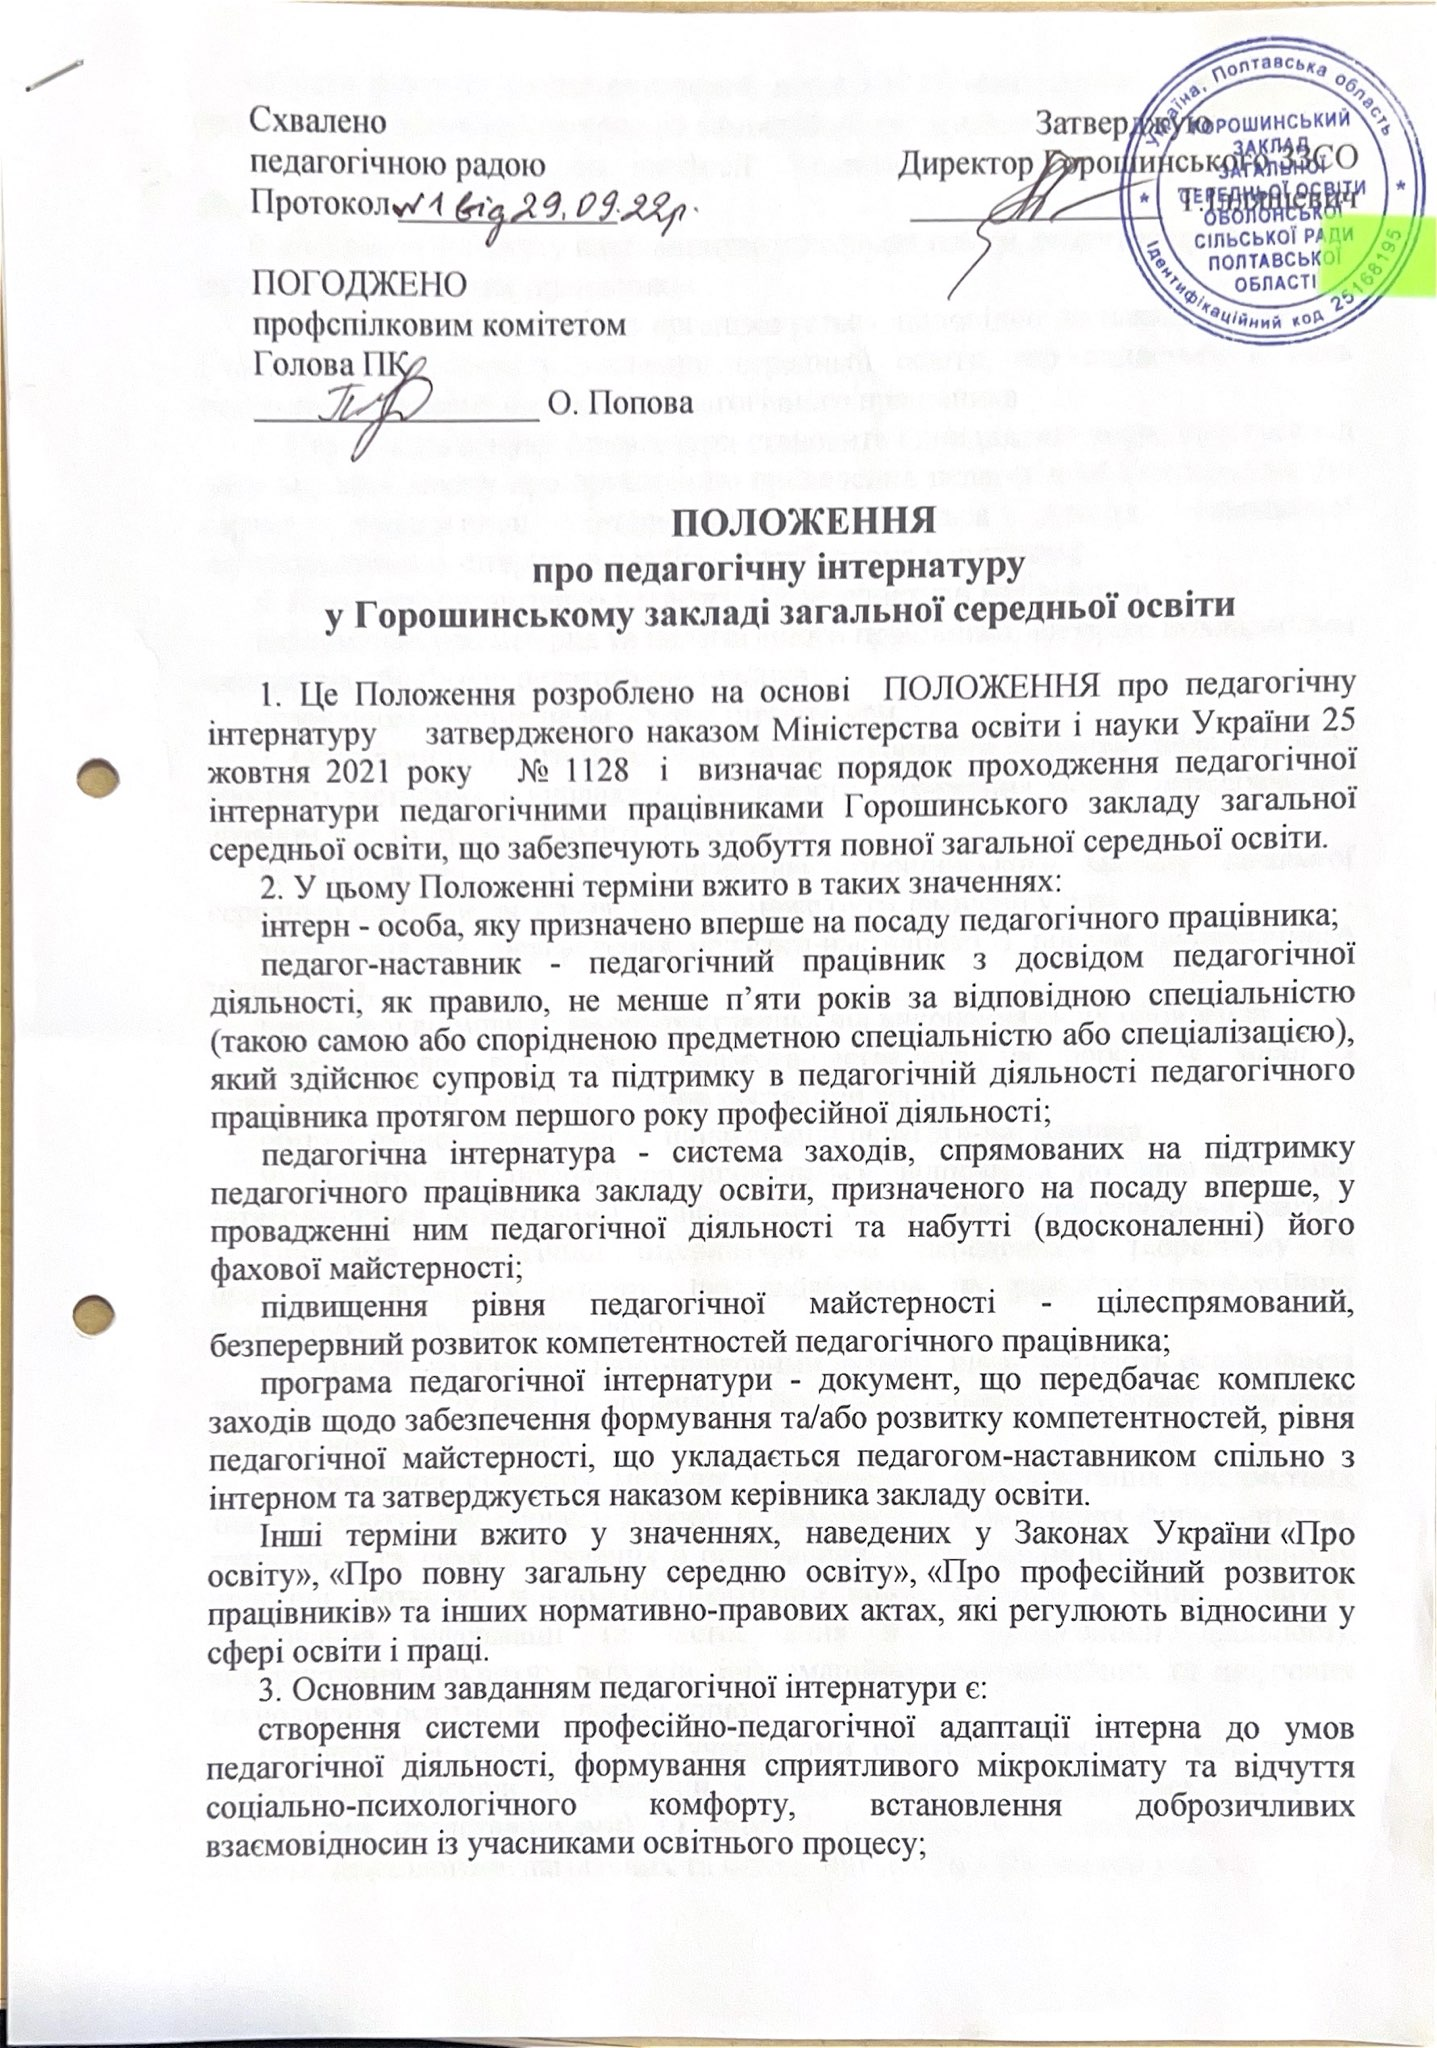 Схвалено
педагогічною радою
Протокол №1 від 29.09.22р.
Затверджую
Директор Горошинського ЗЗСО
Україна, Полтавська область
ГОРОШИНСЬКИЙ
ЗАКЛАД
ЗАГАЛЬНОЇ
СЕРЕДНЬОЇ ОСВІТИ
ОБОЛОНСЬКОЇ
СІЛЬСЬКОЇ РАДИ
ПОЛТАВСЬКОЇ
ОБЛАСТІ
Ідентифікаційний код 25168195
ПОГОДЖЕНО
профспілковим комітетом
Голова ПК
О. Попова
ПОЛОЖЕННЯ
про педагогічну інтернатуру
у Горошинському закладі загальної середньої освіти
1. Це Положення розроблено на основі ПОЛОЖЕННЯ про педагогічну
інтернатуру затвердженого наказом Міністерства освіти і науки України 25
жовтня 2021 року № 1128 і визначає порядок проходження педагогічної
інтернатури педагогічними працівниками Горошинського закладу загальної
середньої освіти, що забезпечують здобуття повної загальної середньої освіти.
2. У цьому Положенні терміни вжито в таких значеннях:
інтерн - особа, яку призначено вперше на посаду педагогічного працівника;
педагог-наставник - педагогічний працівник з досвідом педагогічної
діяльності, як правило, не менше п’яти років за відповідною спеціальністю
(такою самою або спорідненою предметною спеціальністю або спеціалізацією),
який здійснює супровід та підтримку в педагогічній діяльності педагогічного
працівника протягом першого року професійної діяльності;
педагогічна інтернатура - система заходів, спрямованих на підтримку
педагогічного працівника закладу освіти, призначеного на посаду вперше, у
провадженні ним педагогічної діяльності та набутті (вдосконаленні) його
фахової майстерності;
підвищення рівня педагогічної майстерності - цілеспрямований,
безперервний розвиток компетентностей педагогічного працівника;
програма педагогічної інтернатури - документ, що передбачає комплекс
заходів щодо забезпечення формування та/або розвитку компетентностей, рівня
педагогічної майстерності, що укладається педагогом-наставником спільно з
інтерном та затверджується наказом керівника закладу освіти.
Інші терміни вжито у значеннях, наведених у Законах України «Про
освіту», «Про повну загальну середню освіту», «Про професійний розвиток
працівників» та інших нормативно-правових актах, які регулюють відносини у
сфері освіти і праці.
3. Основним завданням педагогічної інтернатури є:
створення системи професійно-педагогічної адаптації інтерна до умов
педагогічної діяльності, формування сприятливого мікроклімату та відчуття
соціально-психологічного комфорту, встановлення доброзичливих
взаємовідносин із учасниками освітнього процесу;